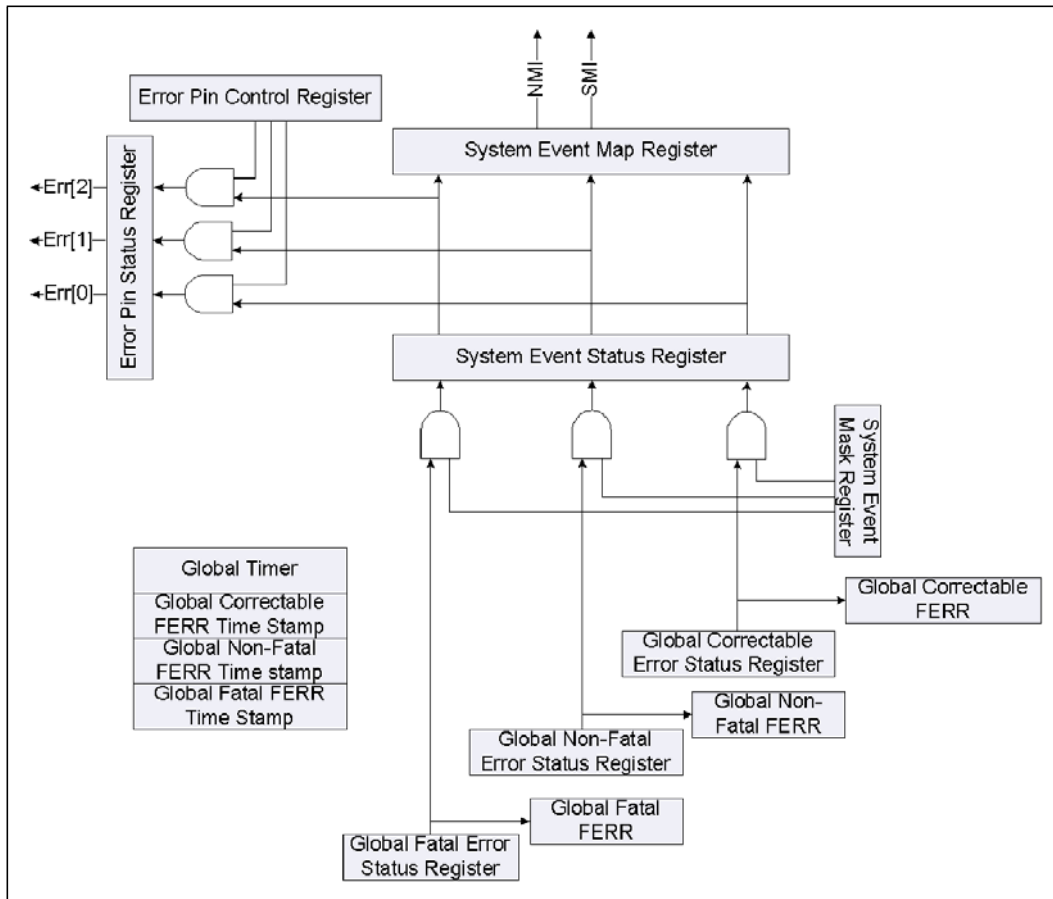 NMI
SMI
Error Pin Control Register
System Event Map Register
Error Pin Status Register
Err[2]
Err[1]
Err[0]
System Event Status Register
System Event
Mask Register
Global Timer
Global Correctable
FERR Time Stamp
Global Non-Fatal
FERR Time stamp
Global Fatal FERR
Time Stamp
Global Correctable
FERR
Global Correctable
Error Status Register
Global Non-
Fatal FERR
Global Non-Fatal
Error Status Register
Global Fatal
FERR
Global Fatal Error
Status Register